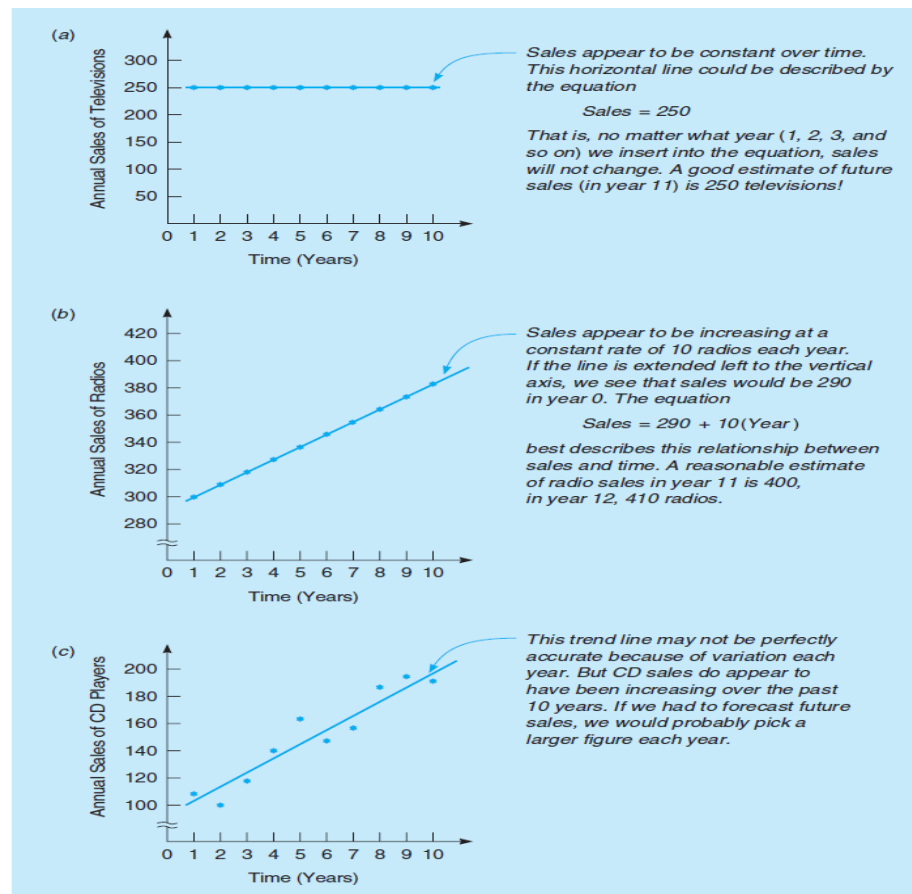 (a)
Annual Sales of Televisions
300
250
200
150
100
50
0 1 2 3 4 5 6 7 8 9 10
Time (Years)
Sales appear to be constant over time.
This horizontal line could be described by
the equation
Sales = 250
That is, no matter what year (1, 2, 3, and
so on) we insert into the equation, sales
will not change. A good estimate of future
sales (in year 11) is 250 televisions!
(b)
Annual Sales of Radios
420
400
380
360
340
320
300
280
0 1 2 3 4 5 6 7 8 9 10
Time (Years)
Sales appear to be increasing at a
constant rate of 10 radios each year.
If the line is extended left to the vertical
axis, we see that sales would be 290
in year 0. The equation
Sales = 290 + 10(Year)
best describes this relationship between
sales and time. A reasonable estimate
of radio sales in year 11 is 400,
in year 12, 410 radios.
(c)
Annual Sales of CD Players
200
180
160
140
120
100
0 1 2 3 4 5 6 7 8 9 10
Time (Years)
This trend line may not be perfectly
accurate because of variation each
year. But CD sales do appear to
have been increasing over the past
10 years. If we had to forecast future
sales, we would probably pick a
larger figure each year.